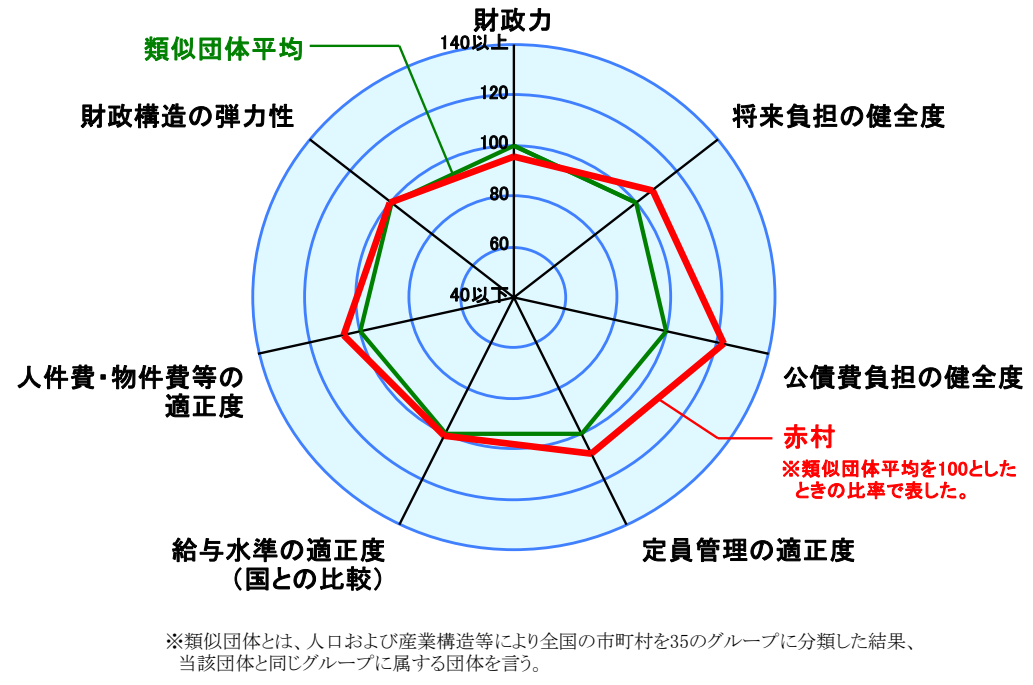 財政力
140以上
類似団体平均
120
財政構造の弾力性
将来負担の健全度
100
80
60
40以下
人件費・物件費等の
適正度
公債費負担の健全度
赤村
※類似団体平均を100とした
ときの比率で表した。
給与水準の適正度
（国との比較）
定員管理の適正度
※類似団体とは、人口および産業構造等により全国の市町村を35のグループに分類した結果、
当該団体と同じグループに属する団体を言う。